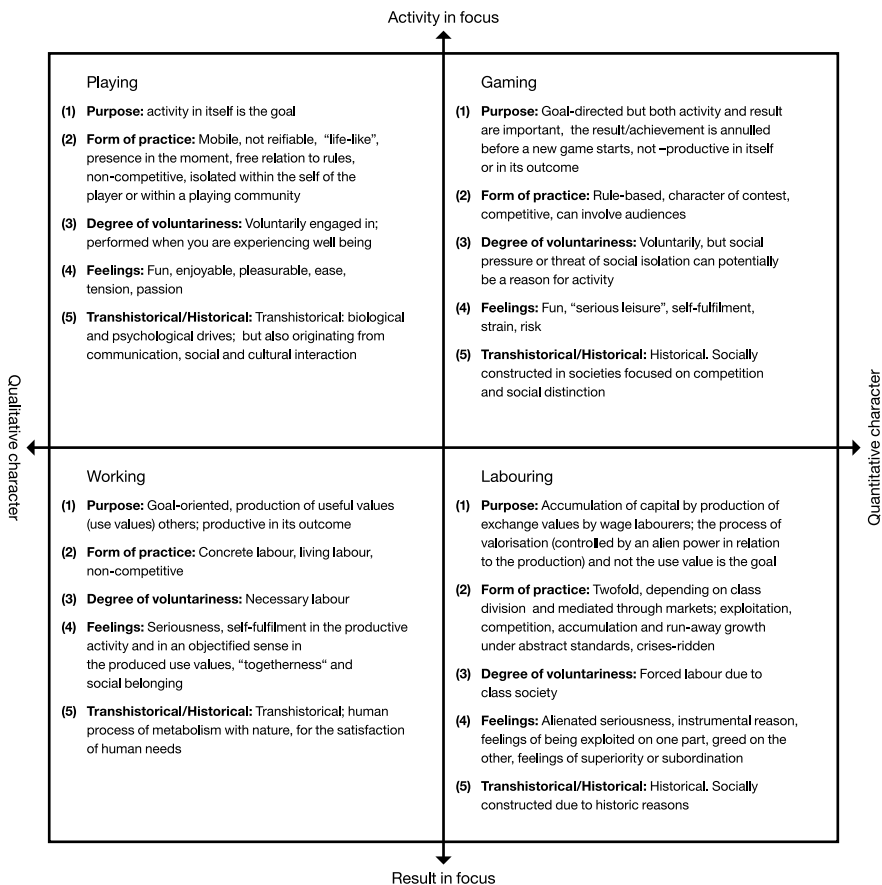 Activity in focus
Playing
(1) Purpose: activity in itself is the goal
(2) Form of practice: Mobile, not reifiable, “life-like”,
presence in the moment, free relation to rules,
non-competitive, isolated within the self of the
player or within a playing community
(3) Degree of voluntariness: Voluntarily engaged in;
performed when you are experiencing well being
(4) Feelings: Fun, enjoyable, pleasurable, ease,
tension, passion
(5) Transhistorical/Historical: Transhistorical: biological
and psychological drives; but also originating from
communication, social and cultural interaction
Gaming
(1) Purpose: Goal-directed but both activity and result
are important, the result/achievement is annulled
before a new game starts, not –productive in itself
or in its outcome
(2) Form of practice: Rule-based, character of contest,
competitive, can involve audiences
(3) Degree of voluntariness: Voluntarily, but social
pressure or threat of social isolation can potentially
be a reason for activity
(4) Feelings: Fun, “serious leisure”, self-fulfilment,
strain, risk
(5) Transhistorical/Historical: Historical. Socially
constructed in societies focused on competition
and social distinction
Qualitative character
Quantitative character
Working
(1) Purpose: Goal-oriented, production of useful values
(use values) others; productive in its outcome
(2) Form of practice: Concrete labour, living labour,
non-competitive
(3) Degree of voluntariness: Necessary labour
(4) Feelings: Seriousness, self-fulfilment in the productive
activity and in an objectified sense in
the produced use values, “togetherness“ and
social belonging
(5) Transhistorical/Historical: Transhistorical; human
process of metabolism with nature, for the satisfaction
of human needs
Labouring
(1) Purpose: Accumulation of capital by production of
exchange values by wage labourers; the process of
valorisation (controlled by an alien power in relation
to the production) and not the use value is the goal
(2) Form of practice: Twofold, depending on class
division and mediated through markets; exploitation,
competition, accumulation and run-away growth
under abstract standards, crises-ridden
(3) Degree of voluntariness: Forced labour due to
class society
(4) Feelings: Alienated seriousness, instrumental reason,
feelings of being exploited on one part, greed on the
other, feelings of superiority or subordination
(5) Transhistorical/Historical: Historical. Socially
constructed due to historic reasons
Result in focus